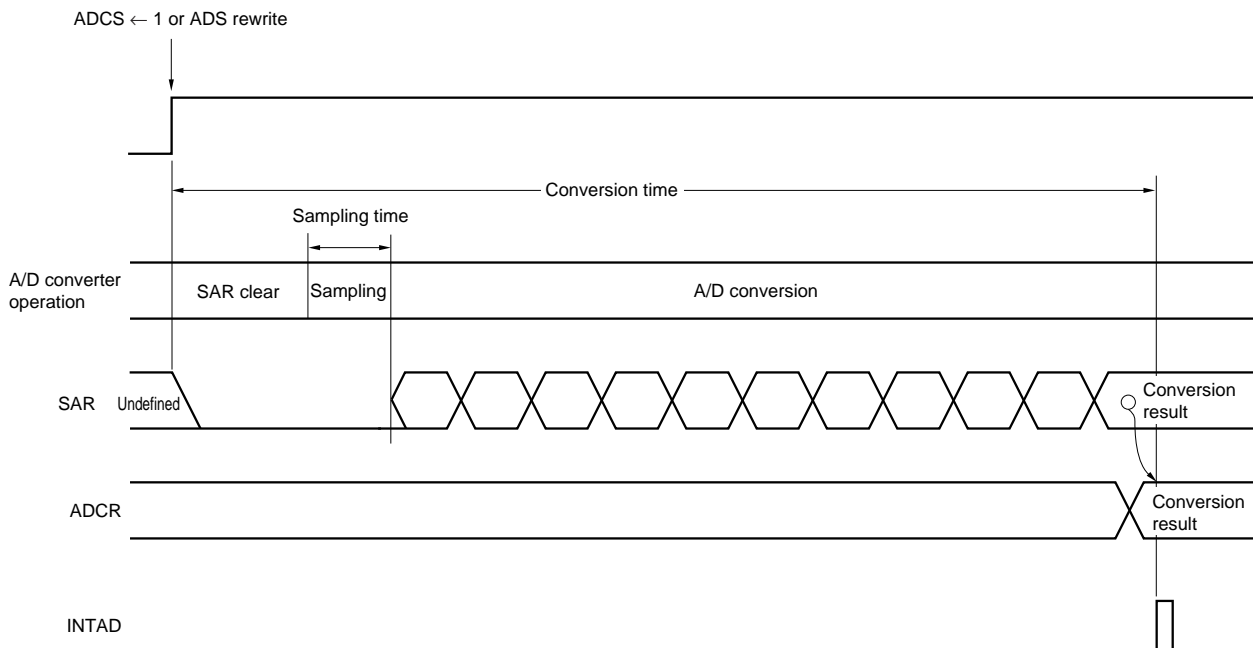 ADCS ← 1 or ADS rewrite
Conversion time
Sampling time
A/D converter
operation
SAR clear
Sampling
A/D conversion
SAR
Undefined
Conversion
result
ADCR
Conversion
result
INTAD